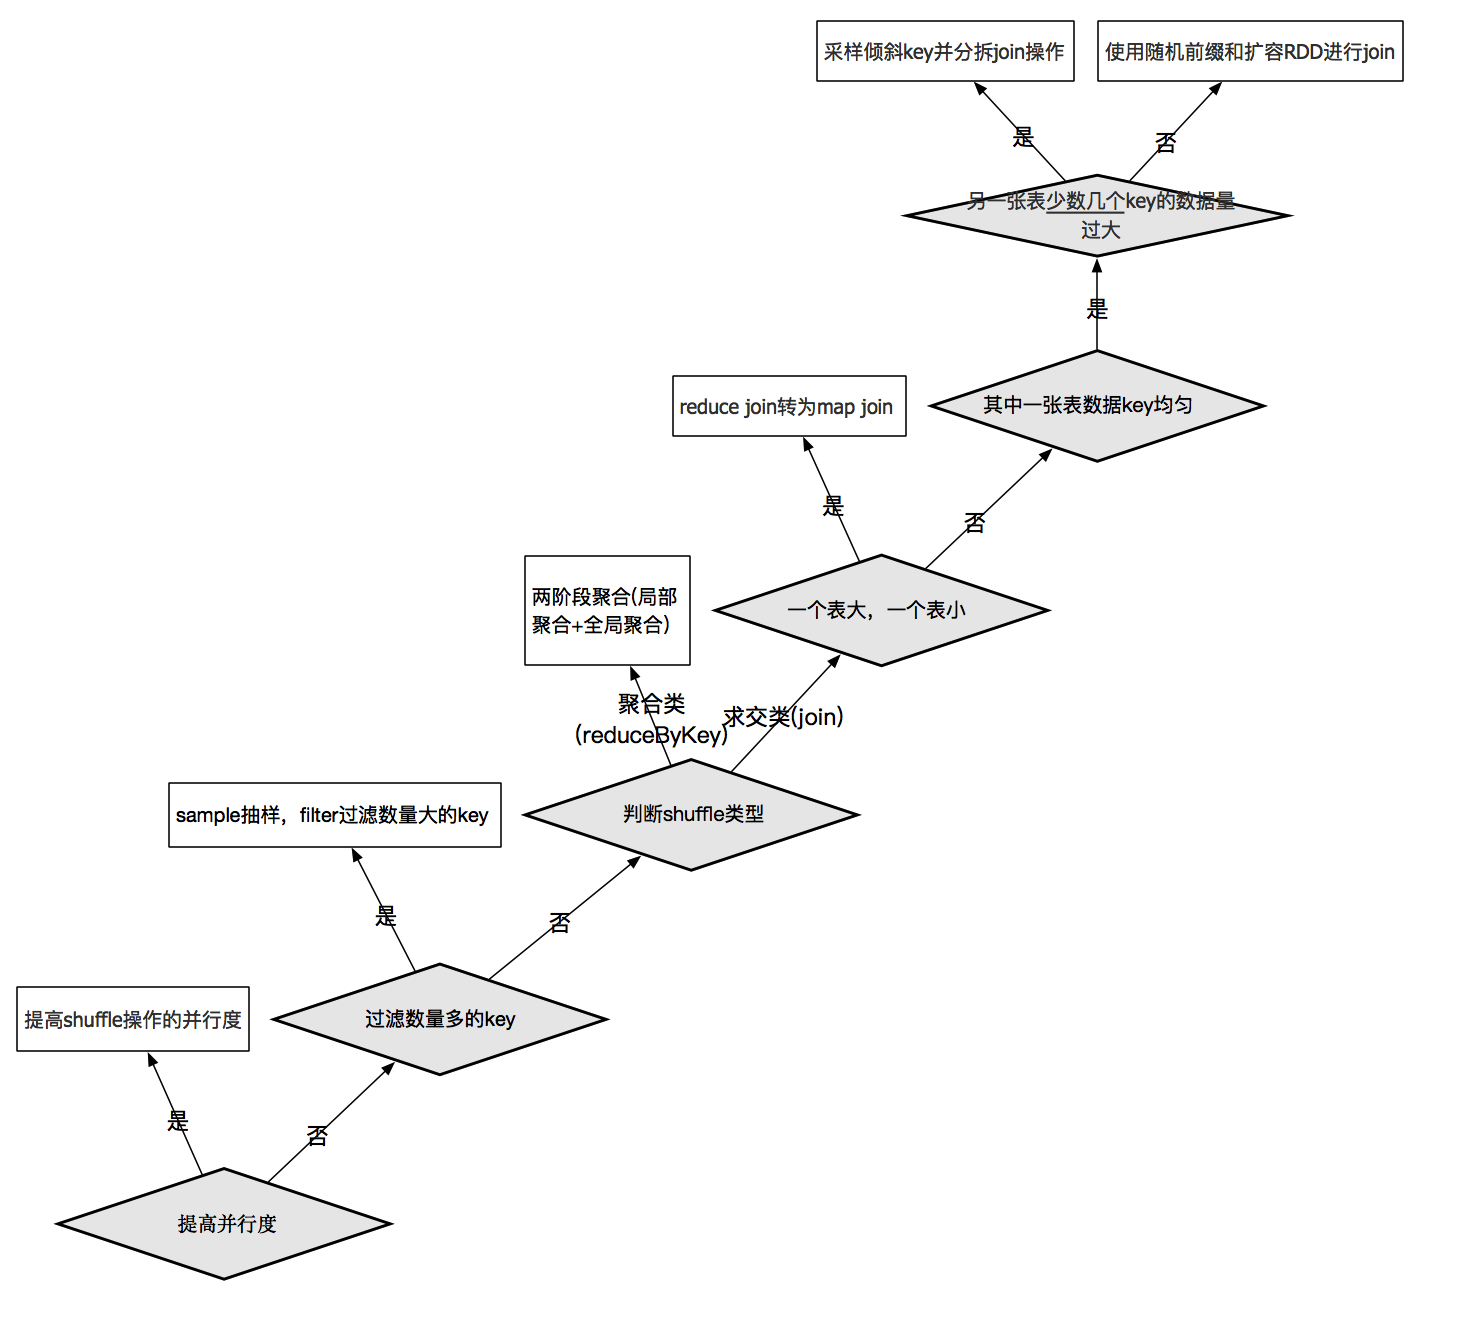 采样倾斜key并分拆join操作
使用随机前缀和扩容RDD进行join
是
否
另一张表少数几个key的数据量
过大
是
其中一张表数据key均匀
reduce join转为map join
是
否
两阶段聚合(局部
聚合+全局聚合)
一个表大，一个表小
聚合类
(reduceByKey)
求交类(join)
sample抽样，filter过滤数量大的key
判断shuffle类型
是
否
提高shuffle操作的并行度
过滤数量多的key
是
否
提高并行度